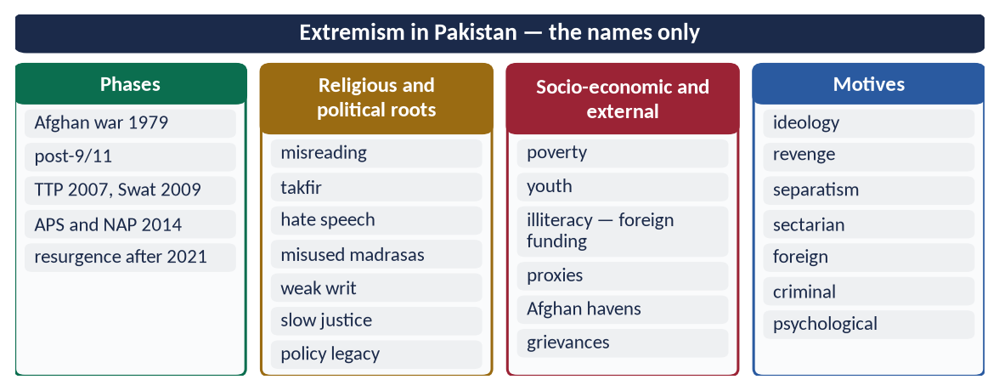 Extremism in Pakistan — the names only
Phases
Afghan war 1979
post-9/11
TTP 2007, Swat 2009
APS and NAP 2014
resurgence after 2021
Religious and
political roots
misreading
takfir
hate speech
misused madrasas
weak writ
slow justice
policy legacy
Socio-economic and
external
poverty
youth
illiteracy — foreign
funding
proxies
Afghan havens
grievances
Motives
ideology
revenge
separatism
sectarian
foreign
criminal
psychological